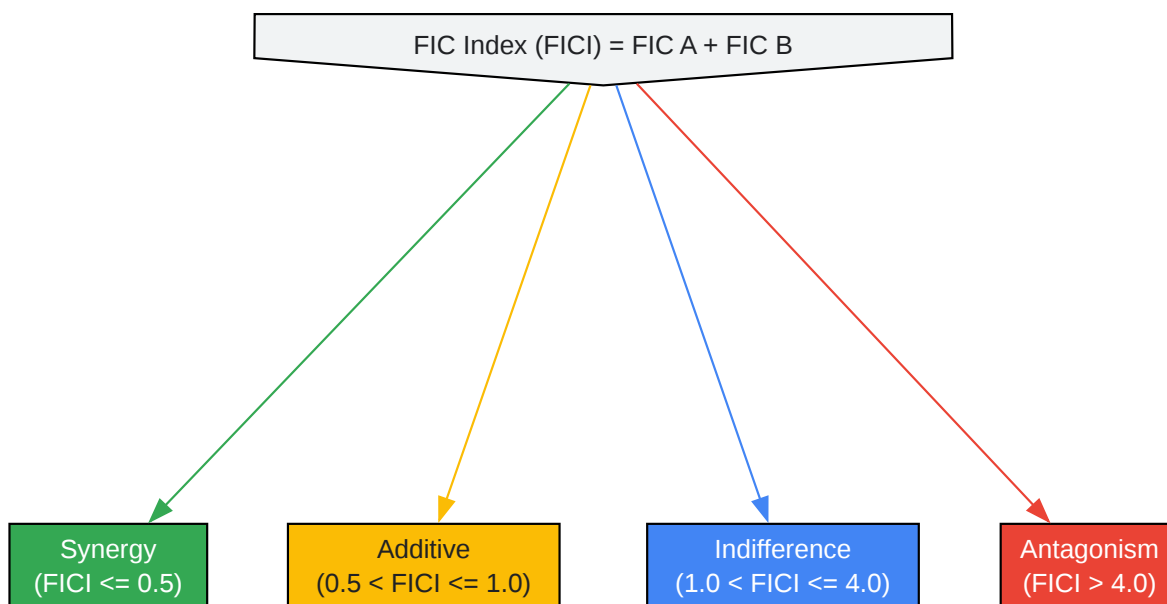 FIC Index (FICI) = FIC A + FIC B
Synergy
(FICI <= 0.5)
Additive
(0.5 < FICI <= 1.0)
Indifference
(1.0 < FICI <= 4.0)
Antagonism
(FICI > 4.0)